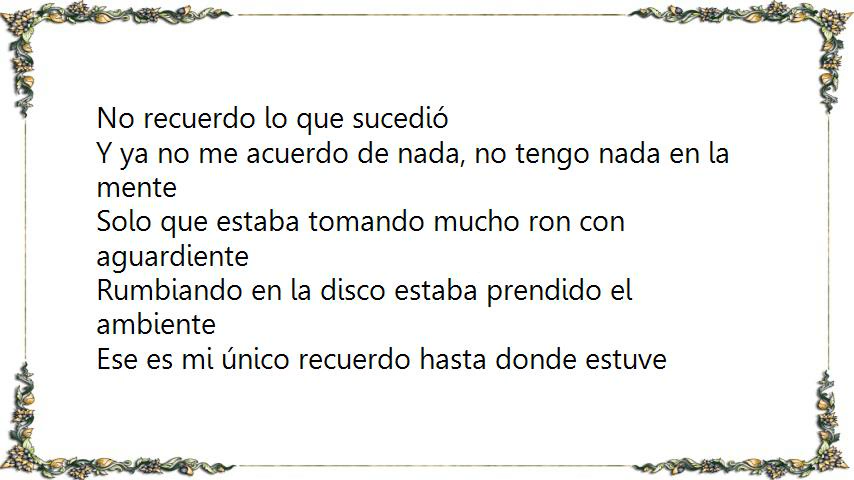 No recuerdo lo que sucedió
Y ya no me acuerdo de nada, no tengo nada en la
mente
Solo que estaba tomando mucho ron con
aguardiente
Rumbiando en la disco estaba prendido el
ambiente
Ese es mi único recuerdo hasta donde estuve